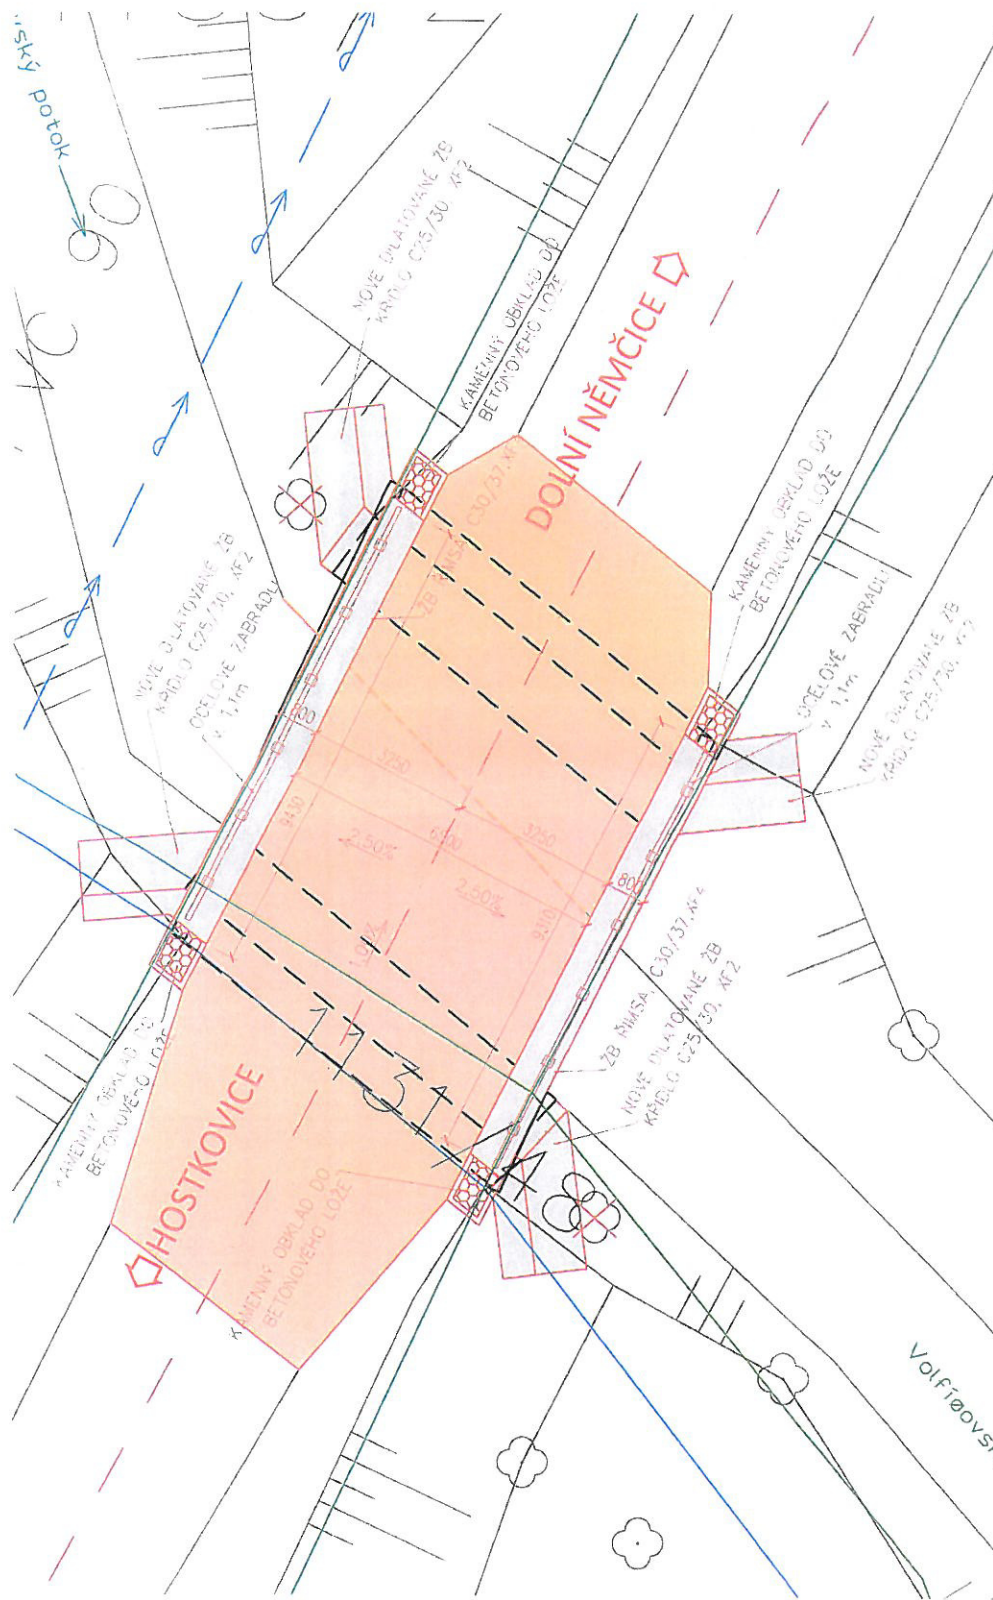 ský potok
90
NOVÉ DILATOVANÉ ŽB
KŘÍDLO C25/30, XF2
KAMENNÝ OBKLAD DO
BETONOVÉHO LOŽE
DOLNÍ NĚMČICE
NOVÉ DILATOVANÉ ŽB
KŘÍDLO C25/30, XF2
OCELOVÉ ZÁBRADLÍ
v. 1,1m
ŽB ŘÍMSA, C30/37,XF
KAMENNÝ OBKLAD DO
BETONOVÉHO LOŽE
OCELOVÉ ZÁBRADLÍ
v. 1,1m
NOVÉ DILATOVANÉ ŽB
KŘÍDLO C25/30, XF2
3250
9430
6500
3250
2,50%
2,50%
9410
800
ŽB ŘÍMSA, C30/37,XF4
NOVÉ DILATOVANÉ ŽB
KŘÍDLO C25/30, XF2
KAMENNÝ OBKLAD DO
BETONOVÉHO LOŽE
HOSTKOVICE
KAMENNÝ OBKLAD DO
BETONOVÉHO LOŽE
Volfíøovs